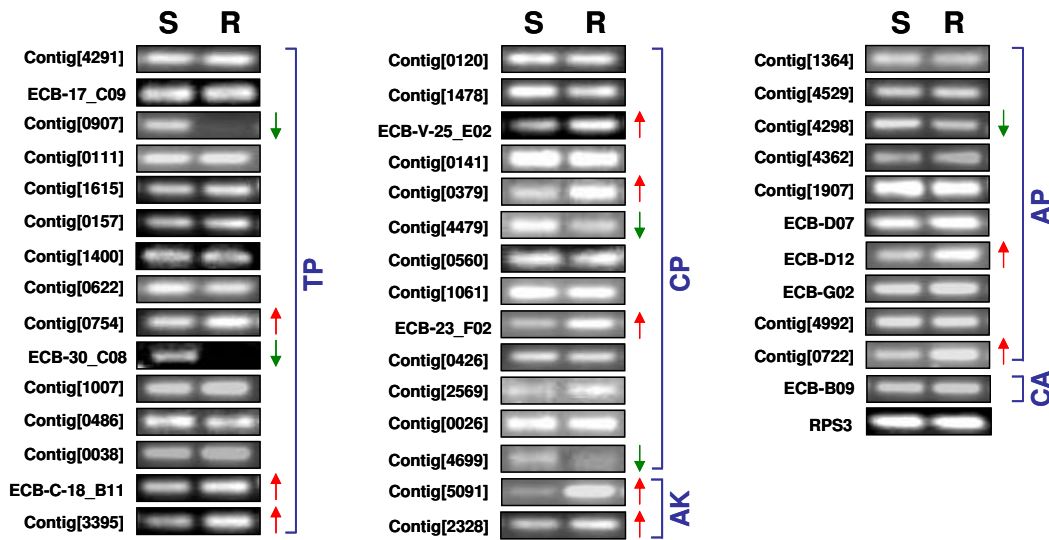 S R
Contig[4291]
ECB-17_C09
Contig[0907]
Contig[0111]
Contig[1615]
Contig[0157]
Contig[1400]
Contig[0622]
Contig[0754]
ECB-30_C08
Contig[1007]
Contig[0486]
Contig[0038]
ECB-C-18_B11
Contig[3395]
TP
S R
Contig[0120]
Contig[1478]
ECB-V-25_E02
Contig[0141]
Contig[0379]
Contig[4479]
Contig[0560]
Contig[1061]
ECB-23_F02
Contig[0426]
Contig[2569]
Contig[0026]
Contig[4699]
CP
Contig[5091]
Contig[2328]
AK
S R
Contig[1364]
Contig[4529]
Contig[4298]
Contig[4362]
Contig[1907]
ECB-D07
ECB-D12
ECB-G02
Contig[4992]
Contig[0722]
AP
ECB-B09
CA
RPS3